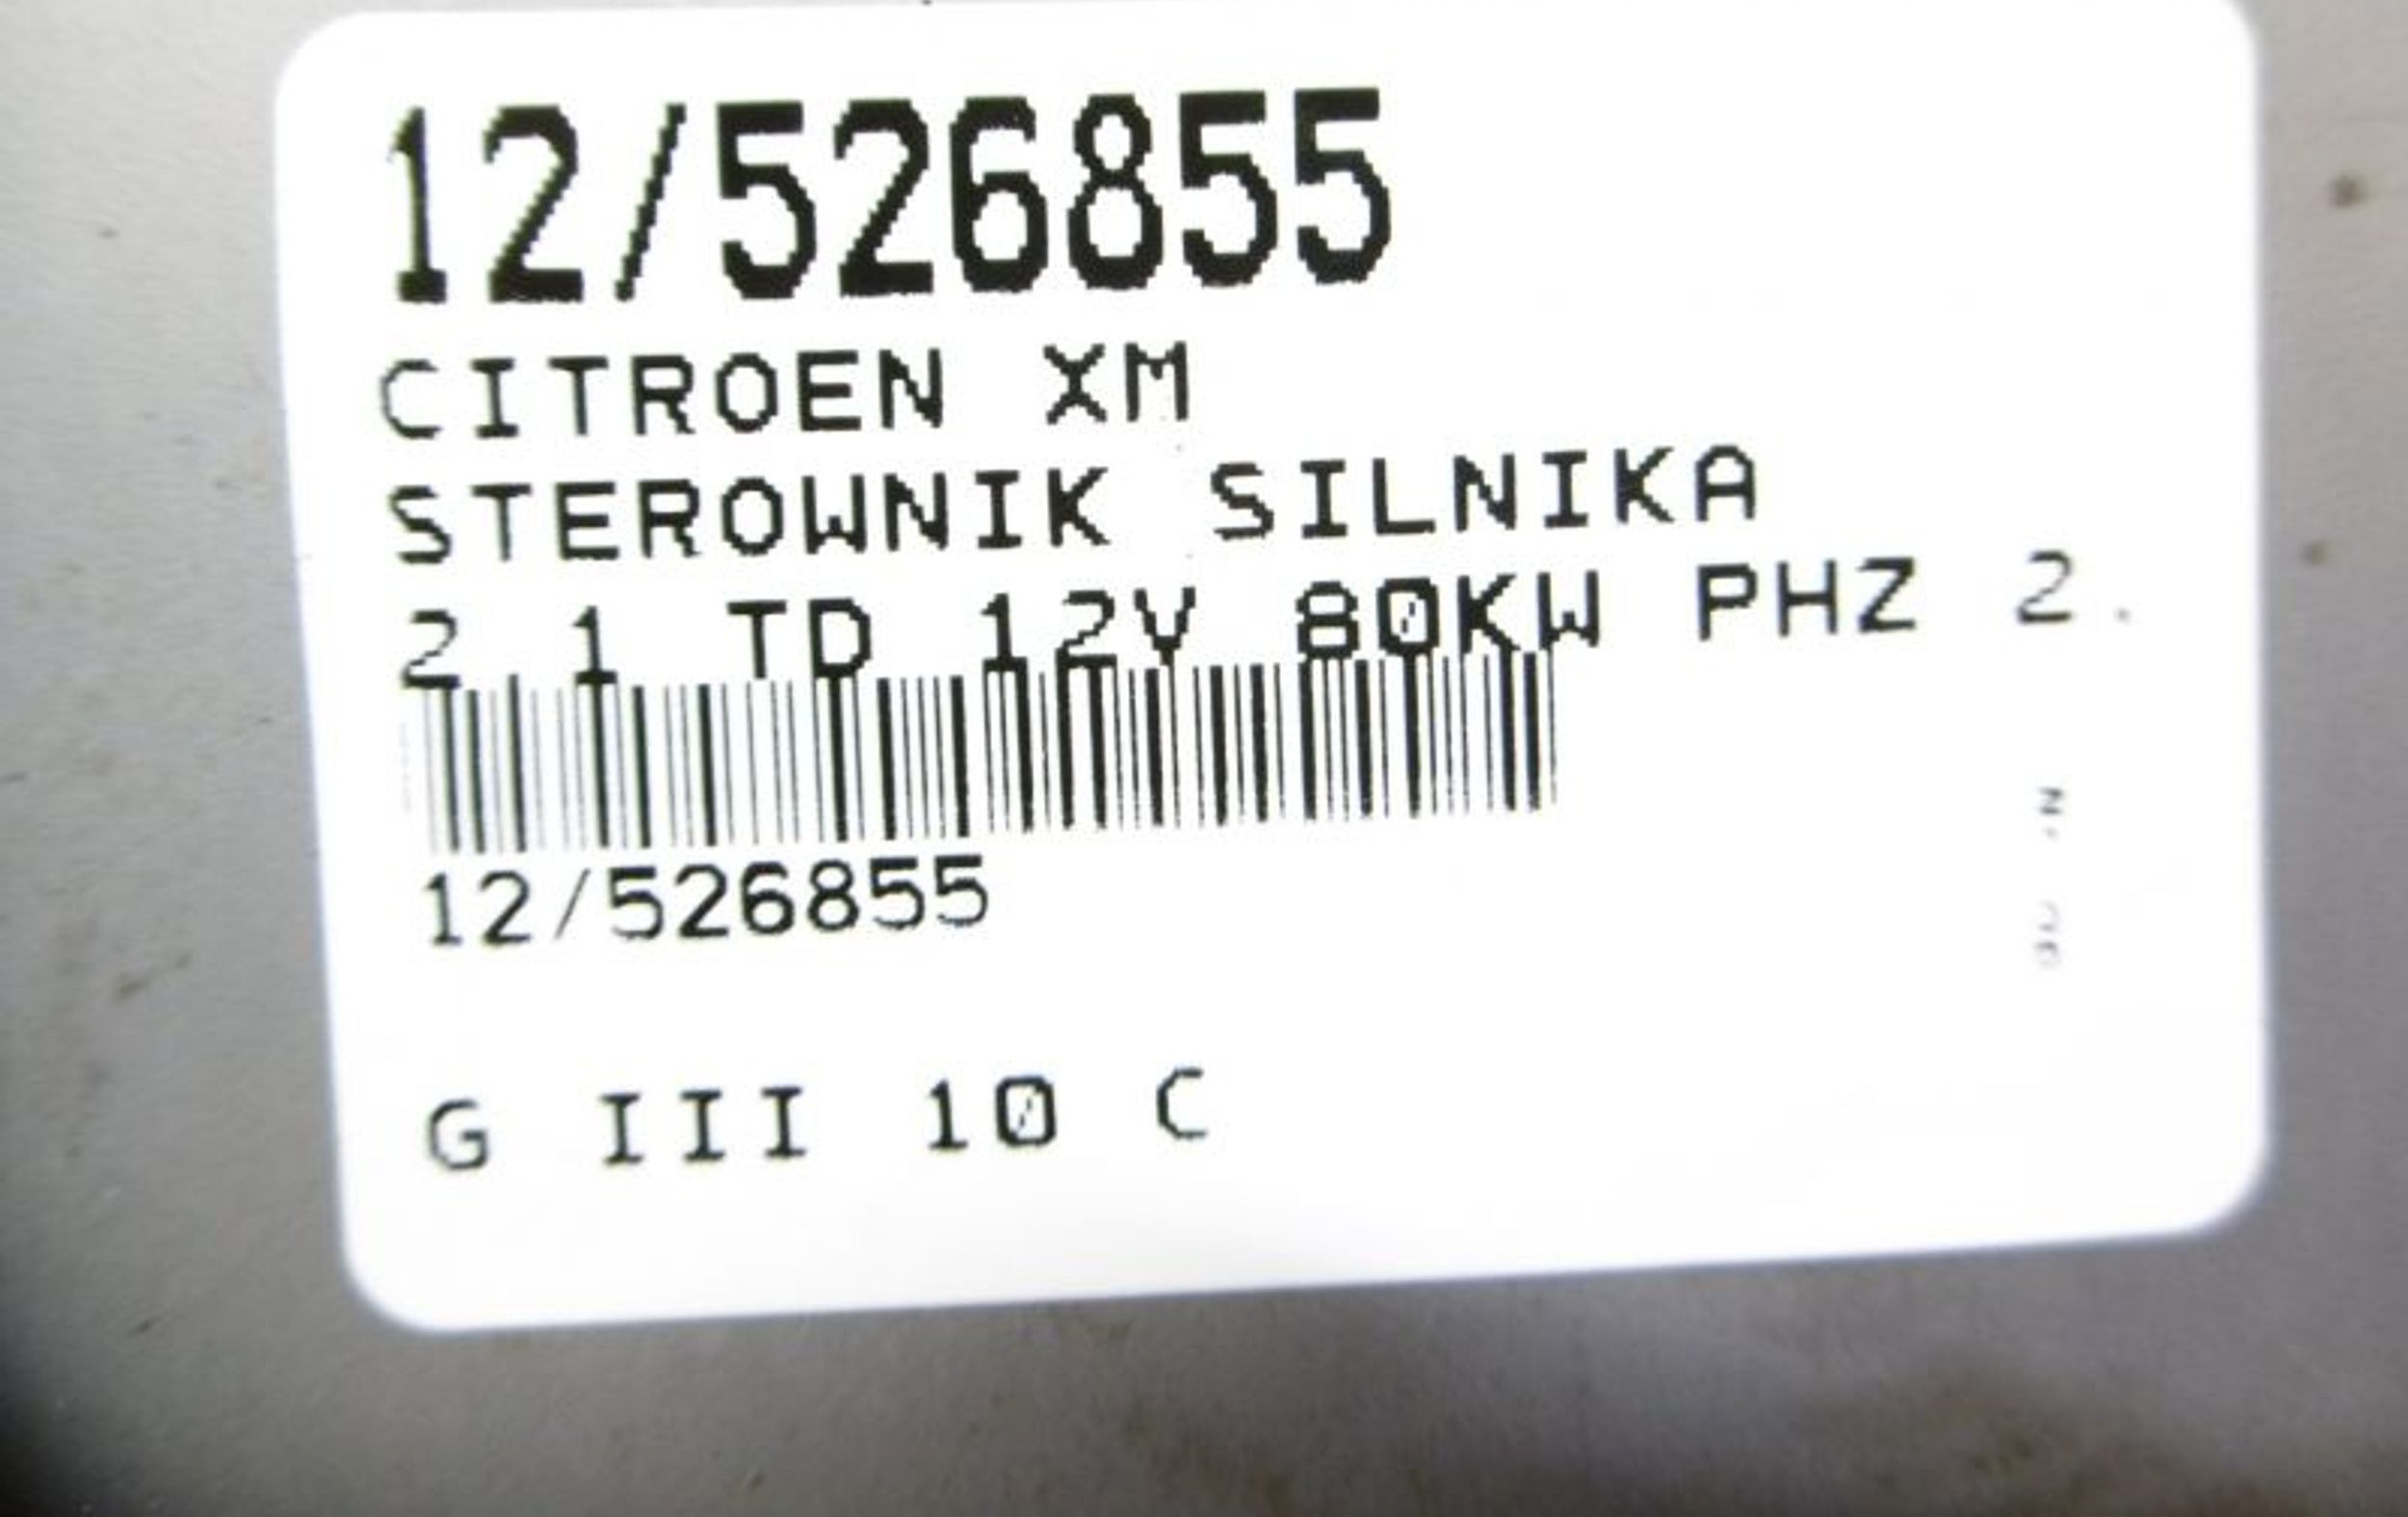 12/526855
CITROEN XM
STEROWNIK SILNIKA
2.1 TD 12V 80KW PHZ 2.
12/526855
G III 10 C